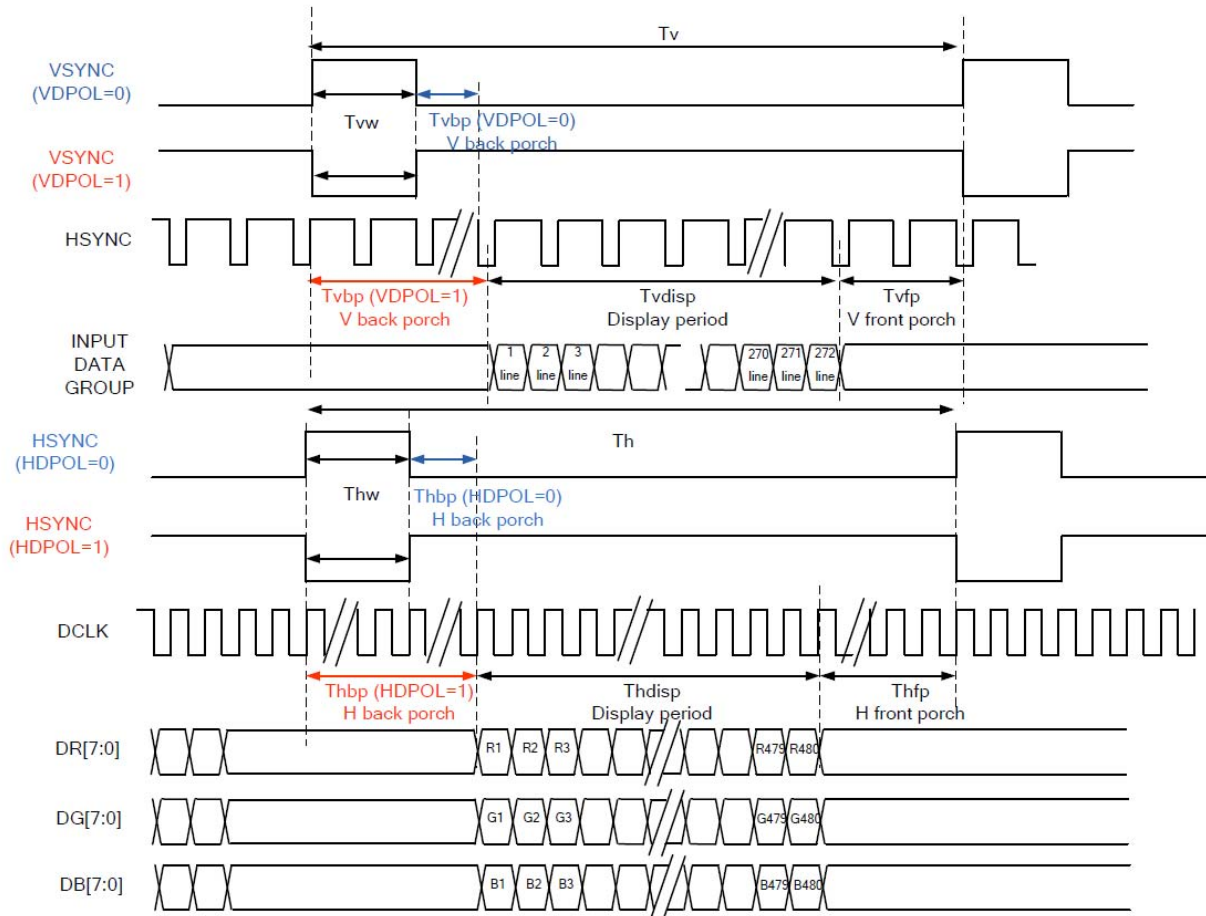 Tv
VSYNC
(VDPOL=0)
Tvw
Tvbp (VDPOL=0)
V back porch
VSYNC
(VDPOL=1)
HSYNC
Tvbp (VDPOL=1)
V back porch
Tvdisp
Display period
Tvfp
V front porch
INPUT
DATA
GROUP
1
line
2
line
3
line
270
line
271
line
272
line
HSYNC
(HDPOL=0)
Th
Thw
Thbp (HDPOL=0)
H back porch
HSYNC
(HDPOL=1)
DCLK
Thbp (HDPOL=1)
H back porch
Thdisp
Display period
Thfp
H front porch
DR[7:0] R1 R2 R3 R479 R480
DG[7:0] G1 G2 G3 G479 G480
DB[7:0] B1 B2 B3 B479 B480